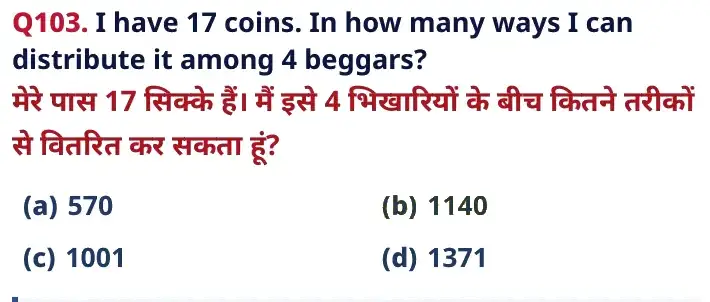 Q103. I have 17 coins. In how many ways I can
distribute it among 4 beggars?
मेरे पास 17 सिक्के हैं। मैं इसे 4 भिखारियों के बीच कितने तरीकों
से वितरित कर सकता हूं?
(a) 570 (b) 1140
(c) 1001 (d) 1371